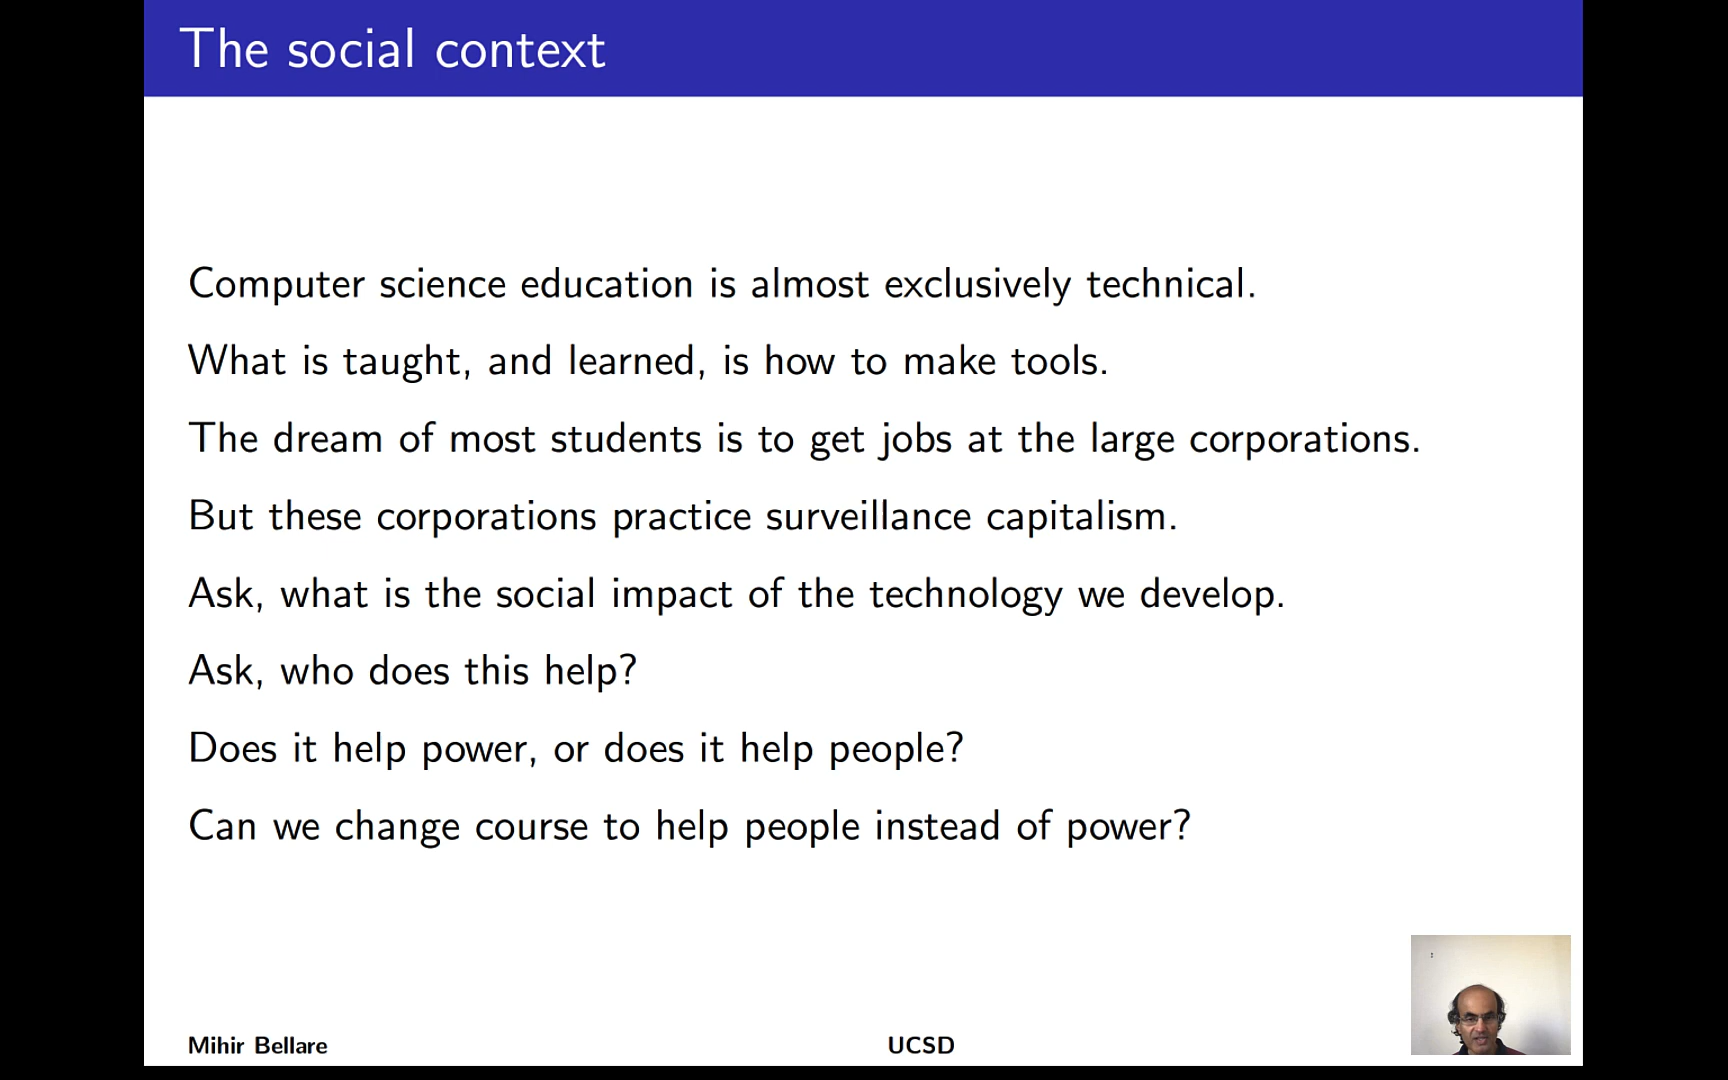 The social context
Computer science education is almost exclusively technical.
What is taught, and learned, is how to make tools.
The dream of most students is to get jobs at the large corporations.
But these corporations practice surveillance capitalism.
Ask, what is the social impact of the technology we develop.
Ask, who does this help?
Does it help power, or does it help people?
Can we change course to help people instead of power?
Mihir Bellare UCSD